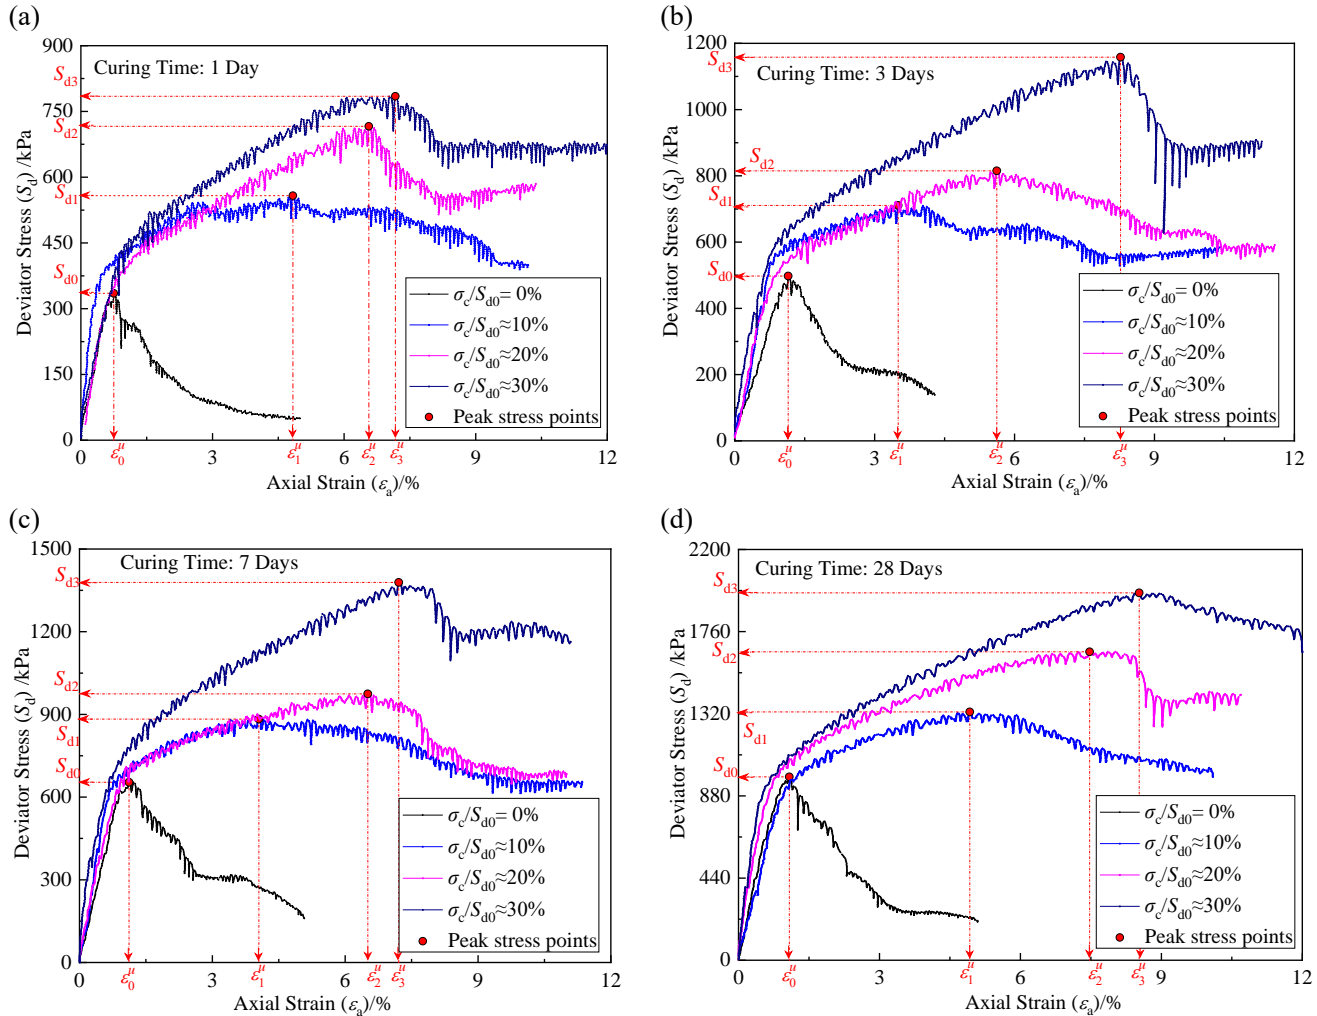 (a)
900
750
600
450
300
150
0
0
3
6
9
12
Deviator Stress (S_d) /kPa
Axial Strain (ε_a)/%
Curing Time: 1 Day
S_d3
S_d2
S_d1
S_d0
ε_0^μ
ε_1^μ
ε_2^μ
ε_3^μ
σ_c/S_d0= 0%
σ_c/S_d0≈10%
σ_c/S_d0≈20%
σ_c/S_d0≈30%
Peak stress points
(b)
1200
1000
800
600
400
200
0
0
3
6
9
12
Deviator Stress (S_d) /kPa
Axial Strain (ε_a)/%
Curing Time: 3 Days
S_d3
S_d2
S_d1
S_d0
ε_0^μ
ε_1^μ
ε_2^μ
ε_3^μ
σ_c/S_d0= 0%
σ_c/S_d0≈10%
σ_c/S_d0≈20%
σ_c/S_d0≈30%
Peak stress points
(c)
1500
1200
900
600
300
0
0
3
6
9
12
Deviator Stress (S_d) /kPa
Axial Strain (ε_a)/%
Curing Time: 7 Days
S_d3
S_d2
S_d1
S_d0
ε_0^μ
ε_1^μ
ε_2^μ
ε_3^μ
σ_c/S_d0= 0%
σ_c/S_d0≈10%
σ_c/S_d0≈20%
σ_c/S_d0≈30%
Peak stress points
(d)
2200
1760
1320
880
440
0
0
3
6
9
12
Deviator Stress (S_d) /kPa
Axial Strain (ε_a)/%
Curing Time: 28 Days
S_d3
S_d2
S_d1
S_d0
ε_0^μ
ε_1^μ
ε_2^μ
ε_3^μ
σ_c/S_d0= 0%
σ_c/S_d0≈10%
σ_c/S_d0≈20%
σ_c/S_d0≈30%
Peak stress points